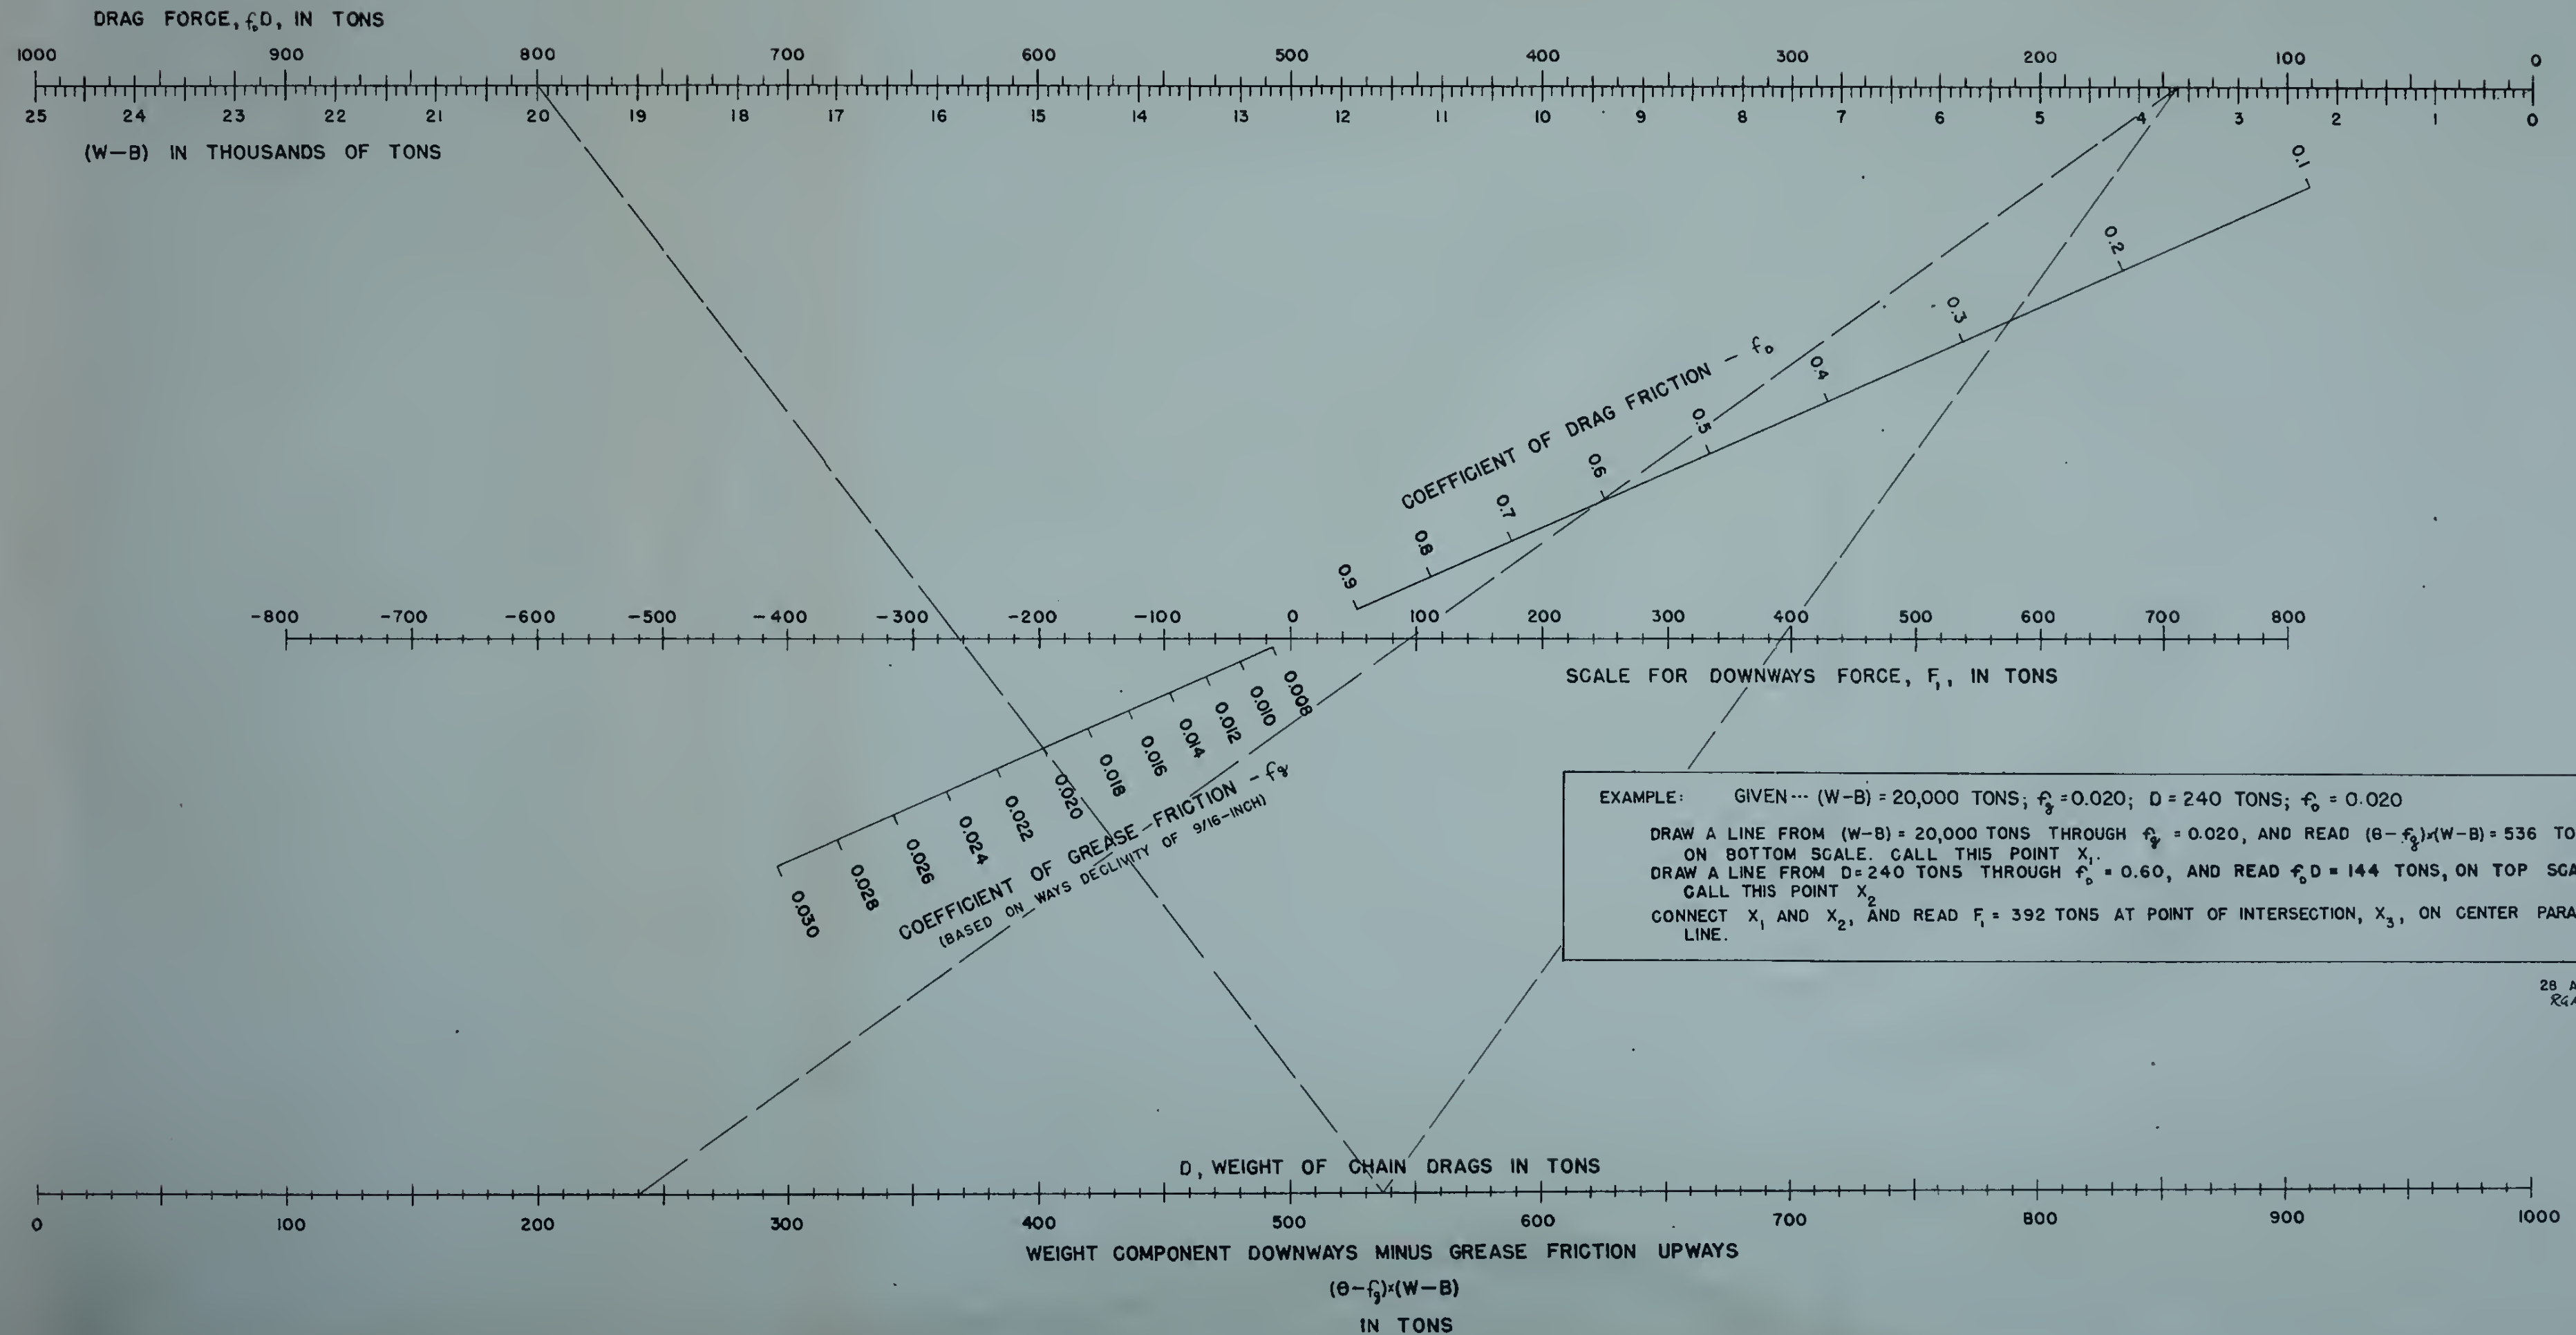 DRAG FORCE, f₀D, IN TONS
1000 900 800 700 600 500 400 300 200 100 0
25 24 23 22 21 20 19 18 17 16 15 14 13 12 11 10 9 8 7 6 5 4 3 2 1 0
(W—B) IN THOUSANDS OF TONS
0.1
0.2
0.3
0.4
0.5
0.6
0.7
0.8
0.9
COEFFICIENT OF DRAG FRICTION — f₀
-800 -700 -600 -500 -400 -300 -200 -100 0 100 200 300 400 500 600 700 800
SCALE FOR DOWNWAYS FORCE, F₁, IN TONS
0.008
0.010
0.012
0.014
0.016
0.018
0.020
0.022
0.024
0.026
0.028
0.030
COEFFICIENT OF GREASE FRICTION - fg
(BASED ON WAYS DECLIVITY OF 9/16-INCH)
EXAMPLE: GIVEN--- (W-B) = 20,000 TONS; fg = 0.020; D = 240 TONS; f₀ = 0.020
DRAW A LINE FROM (W-B) = 20,000 TONS THROUGH fg = 0.020, AND READ (θ-fg)x(W-B) = 536 TO
ON BOTTOM SCALE. CALL THIS POINT X₁.
DRAW A LINE FROM D = 240 TONS THROUGH f₀ = 0.60, AND READ f₀D = 144 TONS, ON TOP SCA
CALL THIS POINT X₂
CONNECT X₁ AND X₂, AND READ F₁ = 392 TONS AT POINT OF INTERSECTION, X₃, ON CENTER PARA
LINE.
28 A
RGA
D, WEIGHT OF CHAIN DRAGS IN TONS
0 100 200 300 400 500 600 700 800 900 1000
WEIGHT COMPONENT DOWNWAYS MINUS GREASE FRICTION UPWAYS
(θ-fg)x(W—B)
IN TONS